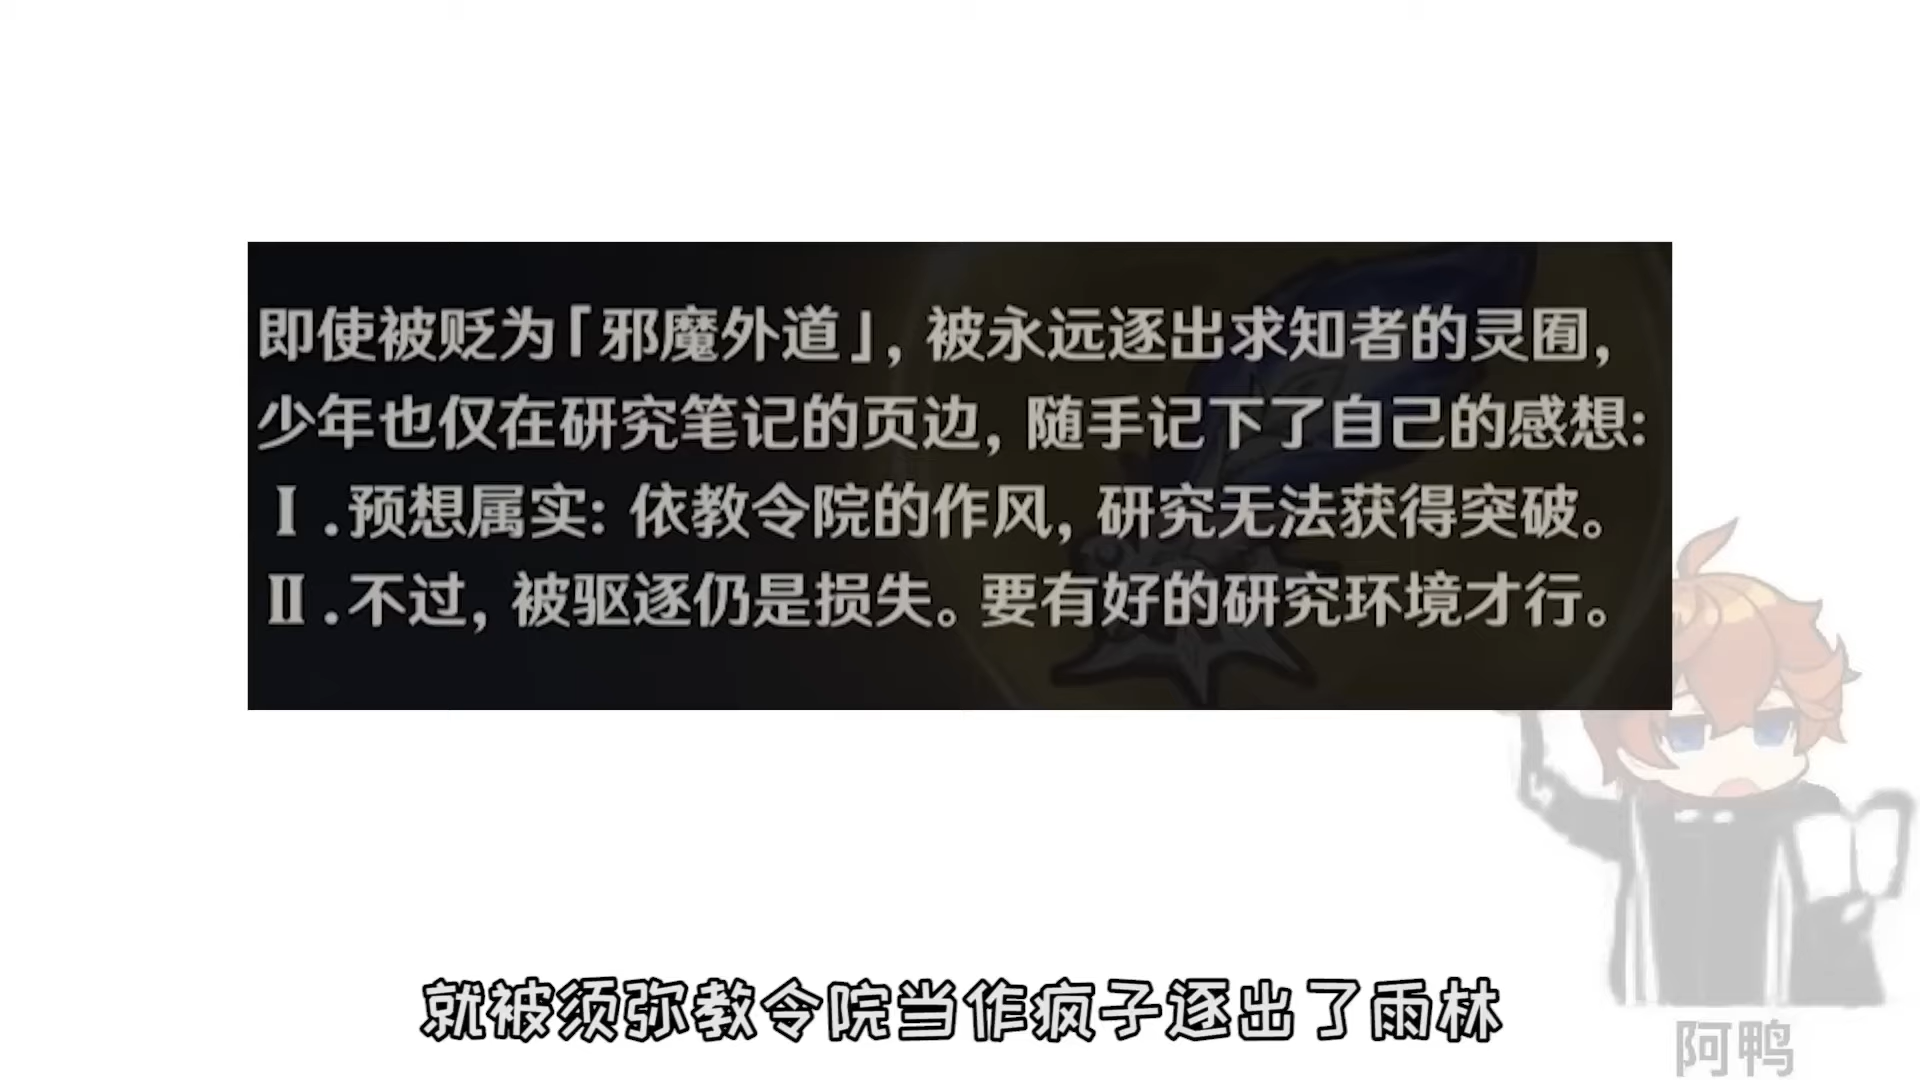 即使被贬为「邪魔外道」，被永远逐出求知者的灵囿，
少年也仅在研究笔记的页边，随手记下了自己的感想：
Ⅰ.预想属实：依教令院的作风，研究无法获得突破。
Ⅱ.不过，被驱逐仍是损失。要有好的研究环境才行。
就被须弥教令院当作疯子逐出了雨林
阿鸭